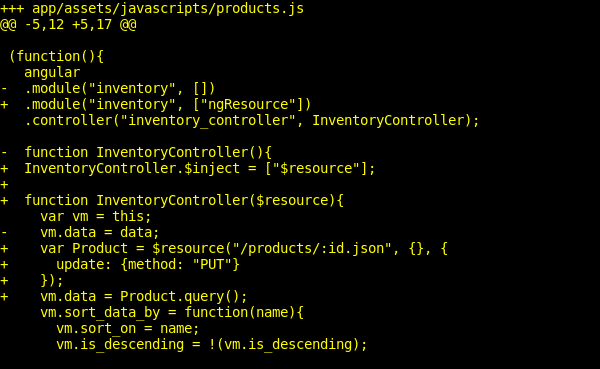 +++ app/assets/javascripts/products.js
@@ -5,12 +5,17 @@

 (function(){
   angular
-  .module("inventory", [])
+  .module("inventory", ["ngResource"])
   .controller("inventory_controller", InventoryController);

-  function InventoryController(){
+  InventoryController.$inject = ["$resource"];
+
+  function InventoryController($resource){
     var vm = this;
-    vm.data = data;
+    var Product = $resource("/products/:id.json", {}, {
+      update: {method: "PUT"}
+    });
+    vm.data = Product.query();
     vm.sort_data_by = function(name){
       vm.sort_on = name;
       vm.is_descending = !(vm.is_descending);